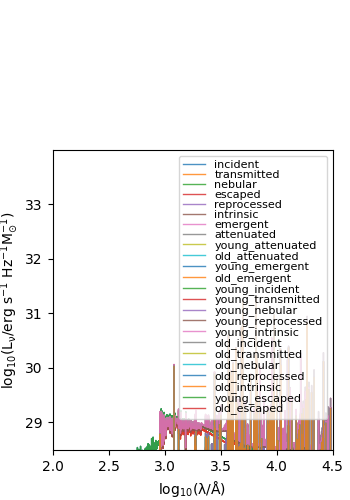 incident
transmitted
nebular
escaped
reprocessed
intrinsic
emergent
attenuated
young_attenuated
old_attenuated
young_emergent
old_emergent
young_incident
young_transmitted
young_nebular
young_reprocessed
young_intrinsic
old_incident
old_transmitted
old_nebular
old_reprocessed
old_intrinsic
young_escaped
old_escaped
33
32
31
30
29
2.0 2.5 3.0 3.5 4.0 4.5
log₁₀(λ/Å)
log₁₀(Lν/erg s⁻¹ Hz⁻¹ M⊙⁻¹)